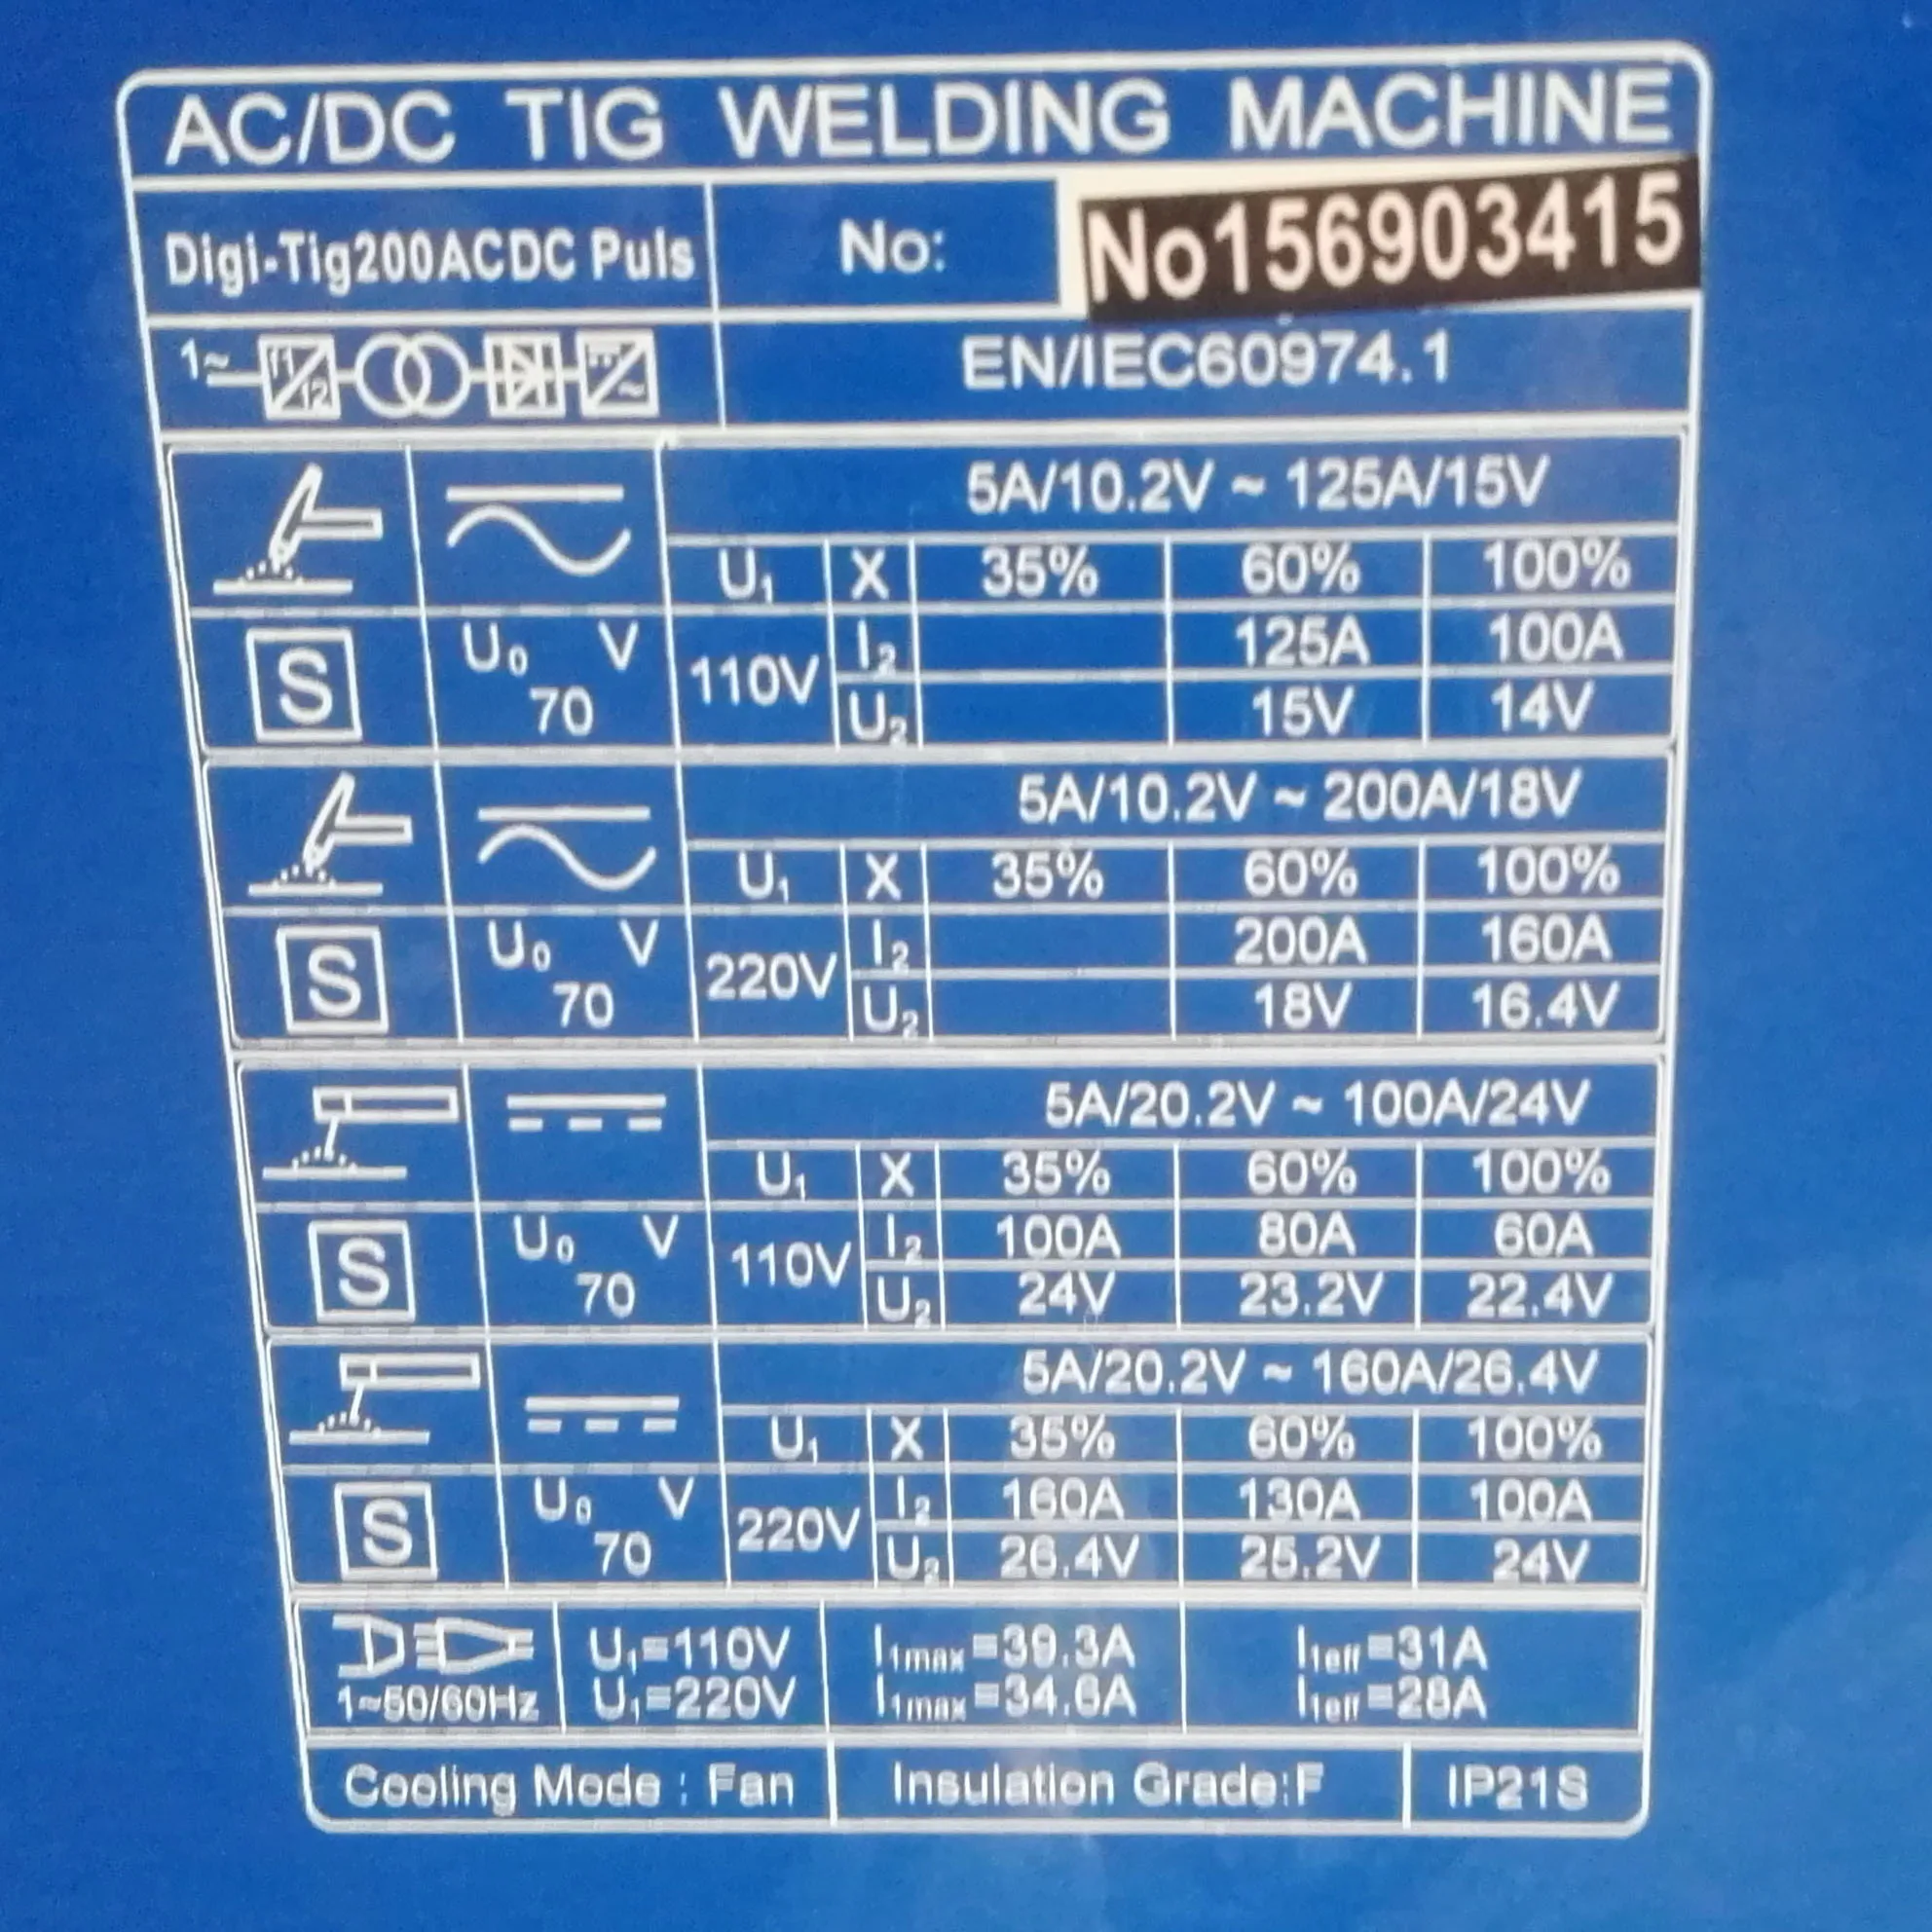 AC/DC TIG WELDING MACHINE
Digi-Tig200ACDC Puls No: No156903415
1~ f1 f2 EN/IEC60974.1
5A/10.2V ~ 125A/15V
U1 X 35% 60% 100%
S U0 V 70 110V I2 125A 100A
U2 15V 14V
5A/10.2V ~ 200A/18V
U1 X 35% 60% 100%
S U0 V 70 220V I2 200A 160A
U2 18V 16.4V
5A/20.2V ~ 100A/24V
U1 X 35% 60% 100%
S U0 V 70 110V I2 100A 80A 60A
U2 24V 23.2V 22.4V
5A/20.2V ~ 160A/26.4V
U1 X 35% 60% 100%
S U0 V 70 220V I2 160A 130A 100A
U2 26.4V 25.2V 24V
U1=110V I1max=39.3A I1eff=31A
1~50/60Hz U1=220V I1max=34.6A I1eff=28A
Cooling Mode : Fan Insulation Grade:F IP21S